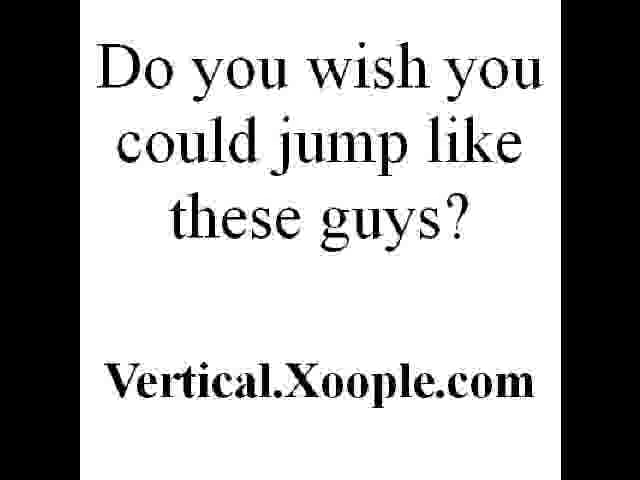 Do you wish you
could jump like
these guys?
Vertical.Xoople.com